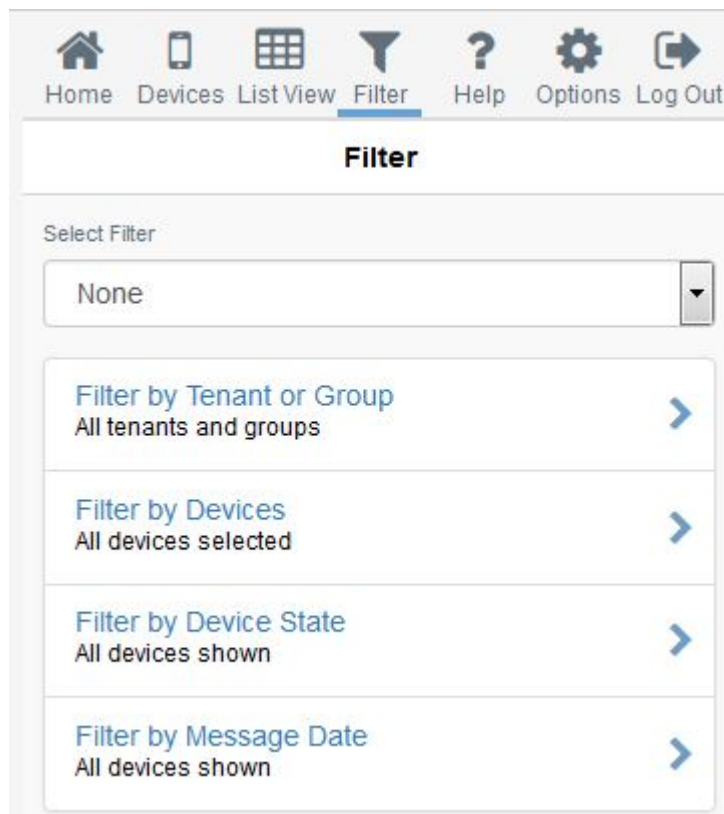 Home Devices List View Filter Help Options Log Out
Filter
Select Filter
None
Filter by Tenant or Group
All tenants and groups
Filter by Devices
All devices selected
Filter by Device State
All devices shown
Filter by Message Date
All devices shown